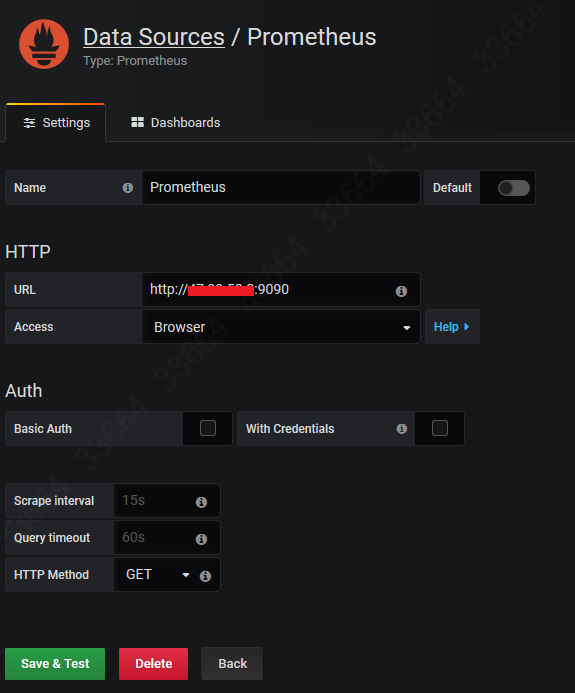 Data Sources / Prometheus
Type: Prometheus
Settings Dashboards
Name Prometheus Default
HTTP
URL http:// :9090
Access Browser Help
Auth
Basic Auth With Credentials
Scrape interval 15s
Query timeout 60s
HTTP Method GET
Save & Test Delete Back
33664 33664 33664 33664 33664 33664